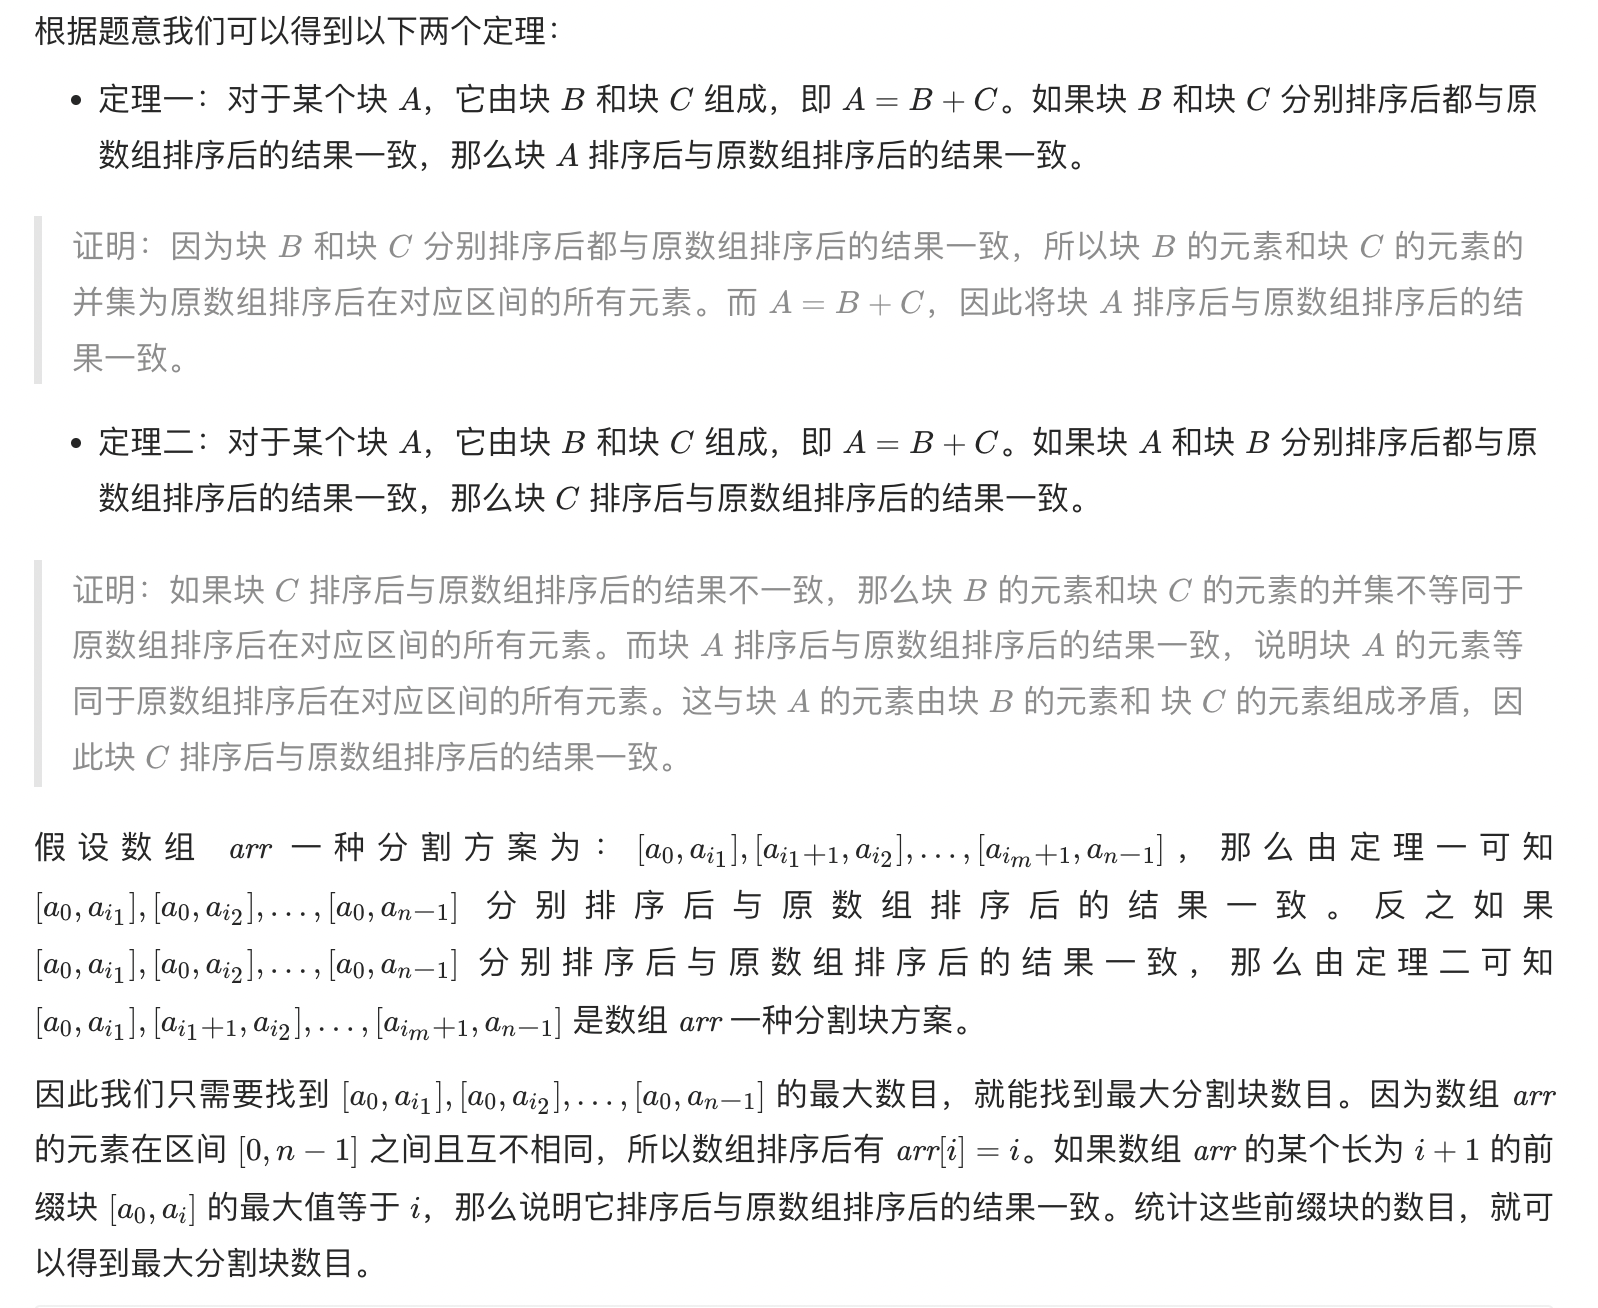 根据题意我们可以得到以下两个定理：
• 定理一：对于某个块 A，它由块 B 和块 C 组成，即 A = B + C。如果块 B 和块 C 分别排序后都与原
数组排序后的结果一致，那么块 A 排序后与原数组排序后的结果一致。
证明：因为块 B 和块 C 分别排序后都与原数组排序后的结果一致，所以块 B 的元素和块 C 的元素的
并集为原数组排序后在对应区间的所有元素。而 A = B + C，因此将块 A 排序后与原数组排序后的结
果一致。
• 定理二：对于某个块 A，它由块 B 和块 C 组成，即 A = B + C。如果块 A 和块 B 分别排序后都与原
数组排序后的结果一致，那么块 C 排序后与原数组排序后的结果一致。
证明：如果块 C 排序后与原数组排序后的结果不一致，那么块 B 的元素和块 C 的元素的并集不等同于
原数组排序后在对应区间的所有元素。而块 A 排序后与原数组排序后的结果一致，说明块 A 的元素等
同于原数组排序后在对应区间的所有元素。这与块 A 的元素由块 B 的元素和 块 C 的元素组成矛盾，因
此块 C 排序后与原数组排序后的结果一致。
假设数组 arr 一种分割方案为：[a_0, a_{i_1}], [a_{i_1+1}, a_{i_2}], ..., [a_{i_m+1}, a_{n-1}]，那么由定理一可知
[a_0, a_{i_1}], [a_0, a_{i_2}], ..., [a_0, a_{n-1}] 分别排序后与原数组排序后的结果一致。反之如果
[a_0, a_{i_1}], [a_0, a_{i_2}], ..., [a_0, a_{n-1}] 分别排序后与原数组排序后的结果一致，那么由定理二可知
[a_0, a_{i_1}], [a_{i_1+1}, a_{i_2}], ..., [a_{i_m+1}, a_{n-1}] 是数组 arr 一种分割块方案。
因此我们只需要找到 [a_0, a_{i_1}], [a_0, a_{i_2}], ..., [a_0, a_{n-1}] 的最大数目，就能找到最大分割块数目。因为数组 arr
的元素在区间 [0, n − 1] 之间且互不相同，所以数组排序后有 arr[i] = i。如果数组 arr 的某个长为 i + 1 的前
缀块 [a_0, a_i] 的最大值等于 i，那么说明它排序后与原数组排序后的结果一致。统计这些前缀块的数目，就可
以得到最大分割块数目。